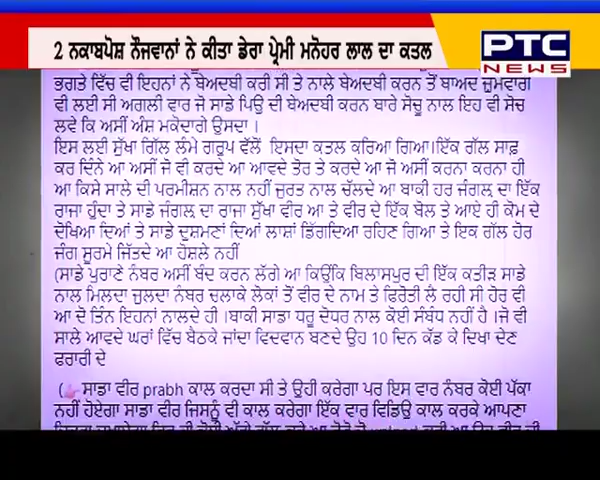 2 ਨਕਾਬਪੋਸ਼ ਨੌਜਵਾਨਾਂ ਨੇ ਕੀਤਾ ਡੇਰਾ ਪ੍ਰੇਮੀ ਮਨੋਹਰ ਲਾਲ ਦਾ ਕਤਲ
PTC
NEWS
ਭਗਤੇ ਵਿੱਚ ਵੀ ਇਹਨਾਂ ਨੇ ਬੇਅਦਬੀ ਕਰੀ ਸੀ ਤੇ ਨਾਲੇ ਬੇਅਦਬੀ ਕਰਨ ਤੋਂ ਬਾਅਦ ਜ਼ੁਮੇਵਾਰੀ
ਵੀ ਲਈ ਸੀ ਅਗਲੀ ਵਾਰ ਜੋ ਸਾਡੇ ਪਿਉ ਦੀ ਬੇਅਦਬੀ ਕਰਨ ਬਾਰੇ ਸੋਚੂ ਨਾਲ ਇਹ ਵੀ ਸੋਚ
ਲਵੇ ਕਿ ਅਸੀਂ ਅੰਸ਼ ਮਕੋਦਾਗੇ ਉਸਦਾ ।
ਇਸ ਲਈ ਸੁੱਖਾ ਗਿੱਲ ਲੰਮੇ ਗਰੁਪ ਵੱਲੋਂ ਇਸਦਾ ਕਤਲ ਕਰਿਆ ਗਿਆ।ਇੱਕ ਗੱਲ ਸਾਫ਼
ਕਰ ਦਿੰਨੇ ਆ ਅਸੀਂ ਜੋ ਵੀ ਕਰਦੇ ਆ ਆਵਦੇ ਤੋਰ ਤੇ ਕਰਦੇ ਆ ਜੋ ਅਸੀਂ ਕਰਨਾ ਕਰਨਾ ਹੀ
ਆ ਕਿਸੇ ਸਾਲੇ ਦੀ ਪਰਮੀਸ਼ਨ ਨਾਲ ਨਹੀਂ ਜੁਰਤ ਨਾਲ ਚੱਲਦੇ ਆ ਬਾਕੀ ਹਰ ਜੰਗਲ਼ ਦਾ ਇੱਕ
ਰਾਜਾ ਹੁੰਦਾ ਤੇ ਸਾਡੇ ਜੰਗਲ਼ ਦਾ ਰਾਜਾ ਸੁੱਖਾ ਵੀਰ ਆ ਤੇ ਵੀਰ ਦੇ ਇੱਕ ਬੋਲ ਤੇ ਆਏ ਹੀ ਕੋਮ ਦੇ
ਦੋਖਿਆ ਦਿਆਂ ਤੇ ਸਾਡੇ ਦੁਸ਼ਮਣਾਂ ਦਿਆਂ ਲਾਸ਼ਾਂ ਡਿੱਗਦਿਆ ਰਹਿਣ ਗਿਆ ਤੇ ਇਕ ਗੱਲ ਹੋਰ
ਜੰਗ ਸੂਰਮੇ ਜਿੱਤਦੇ ਆ ਹੋਸ਼ਲੇ ਨਹੀਂ
(ਸਾਡੇ ਪੁਰਾਣੇ ਨੰਬਰ ਅਸੀਂ ਬੰਦ ਕਰਨ ਲੱਗੇ ਆ ਕਿਉਂਕਿ ਬਿਲਾਸਪੁਰ ਦੀ ਇੱਕ ਕਤੀੜ ਸਾਡੇ
ਨਾਲ ਮਿਲਦਾ ਜੁਲਦਾ ਨੰਬਰ ਚਲਾਕੇ ਲੋਕਾਂ ਤੋਂ ਵੀਰ ਦੇ ਨਾਮ ਤੇ ਫਿਰੋਤੀ ਲੈ ਰਹੀ ਸੀ ਹੋਰ ਵੀ
ਆ ਦੋ ਤਿੰਨ ਇਹਨਾਂ ਨਾਲਦੇ ਹੀ ।ਬਾਕੀ ਸਾਡਾ ਧਰੂ ਦੋਧਰ ਨਾਲ ਕੋਈ ਸੰਬੰਧ ਨਹੀਂ ਹੈ ।ਜੋ ਵੀ
ਸਾਲੇ ਆਵਦੇ ਘਰਾਂ ਵਿੱਚ ਬੈਠਕੇ ਜਾਂਦਾ ਵਿਦਵਾਨ ਬਣਦੇ ਉਹ 10 ਦਿਨ ਕੱਡ ਕੇ ਦਿਖਾ ਦੇਣ
ਫਰਾਰੀ ਦੇ
( ਸਾਡਾ ਵੀਰ prabh ਕਾਲ ਕਰਦਾ ਸੀ ਤੇ ਉਹੀ ਕਰੇਗਾ ਪਰ ਇਸ ਵਾਰ ਨੰਬਰ ਕੋਈ ਪੱਕਾ
ਨਹੀਂ ਹੋਏਗਾ ਸਾਡਾ ਵੀਰ ਜਿਸਨੂੰ ਵੀ ਕਾਲ ਕਰੇਗਾ ਇੱਕ ਵਾਰ ਵਿਡਿਉ ਕਾਲ ਕਰਕੇ ਆਪਣਾ